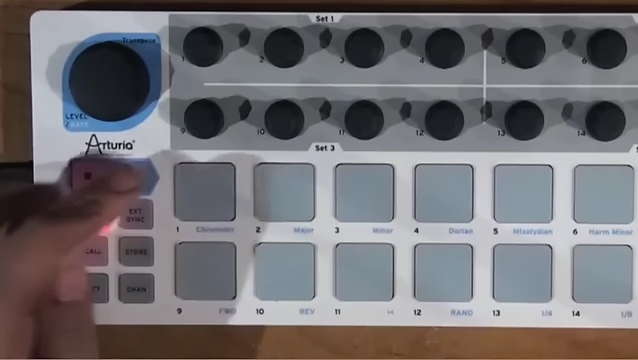 Set 1
Transpose
1 2 3 4 5 6
LEVEL
/RATE
9 10 11 12 13 14
Arturia
Set 3
EXT
SYNC
1 Chromatic 2 Major 3 Minor 4 Dorian 5 Mixolydian 6 Harm Minor
STORE
CHAN
9 FWD 10 REV 11 12 RAND 13 1/4 14 1/8